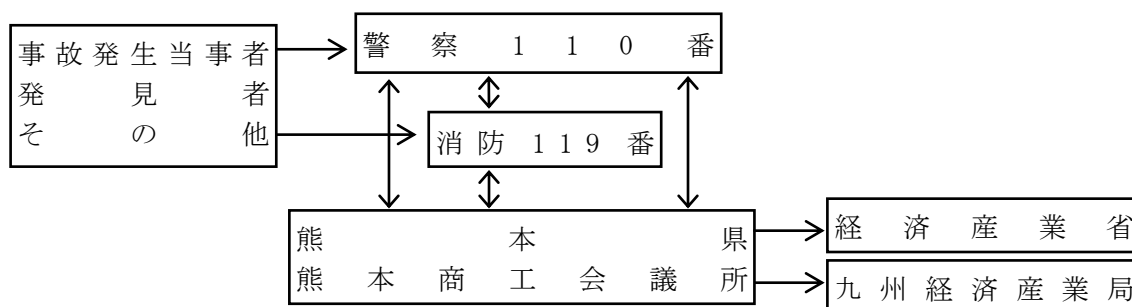 事故発生当事者
発見者
その他
警察110番
消防119番
熊本県
熊本商工会議所
経済産業省
九州経済産業局